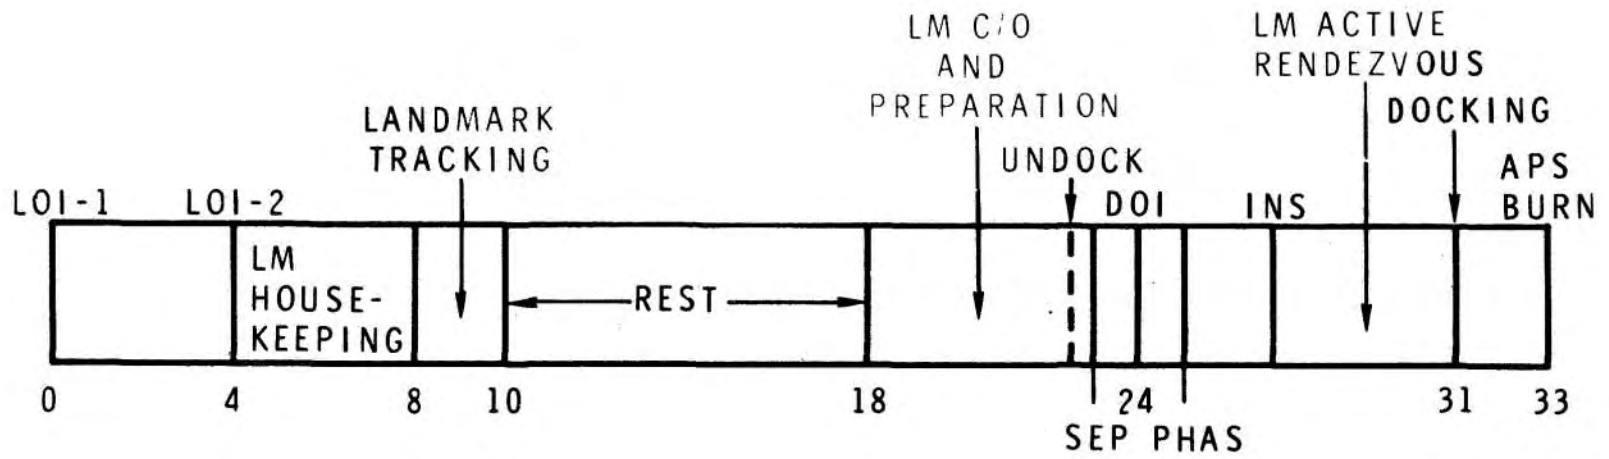 LM C/O
AND
PREPARATION
LM ACTIVE
RENDEZVOUS
LANDMARK
TRACKING
UNDOCK
DOCKING
APS
BURN
LOI-1
LOI-2
DOI
INS
LM
HOUSE-
KEEPING
REST
0 4 8 10 18 24 31 33
SEP PHAS